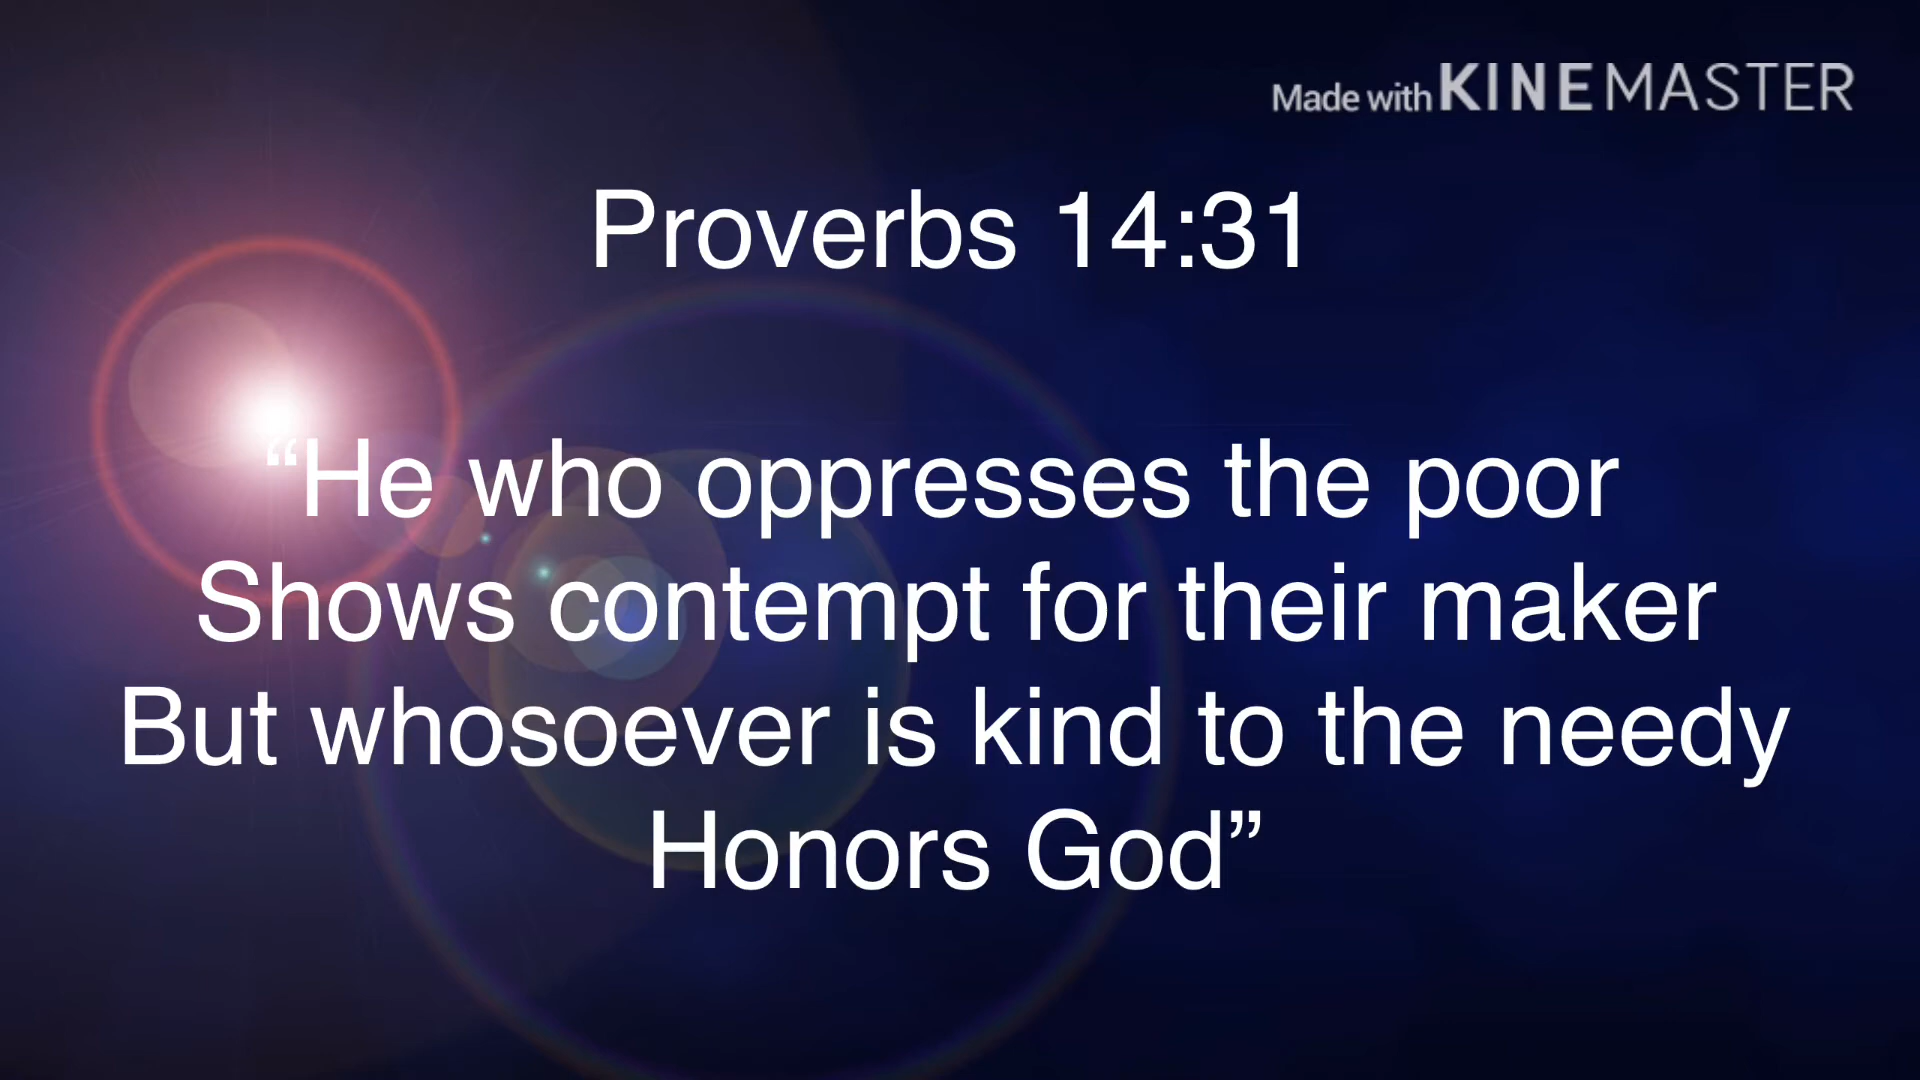 Made with KINEMASTER
Proverbs 14:31
“He who oppresses the poor
Shows contempt for their maker
But whosoever is kind to the needy
Honors God”